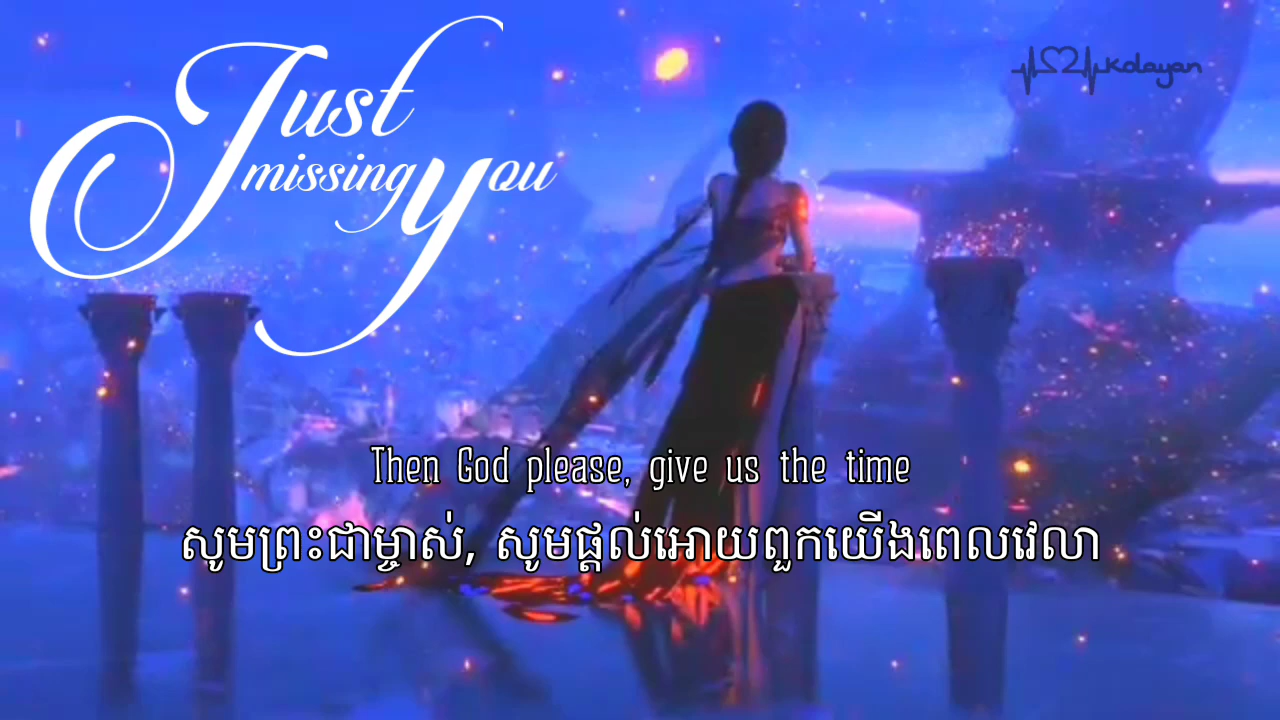 Just
missing you
Kolayan
Then God please, give us the time
សូមព្រះជាម្ចាស់, សូមផ្ដល់អោយពួកយើងពេលវេលា